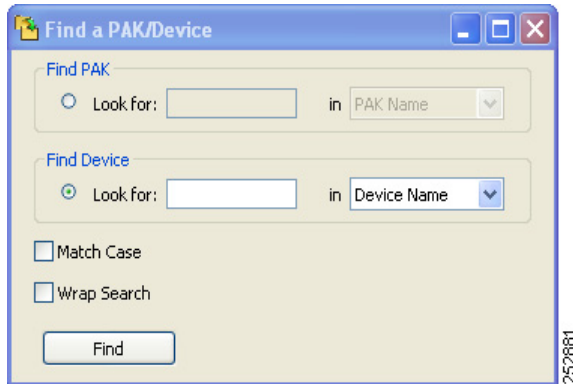 Find a PAK/Device
Find PAK
Look for: in PAK Name
Find Device
Look for: in Device Name
Match Case
Wrap Search
Find
252881